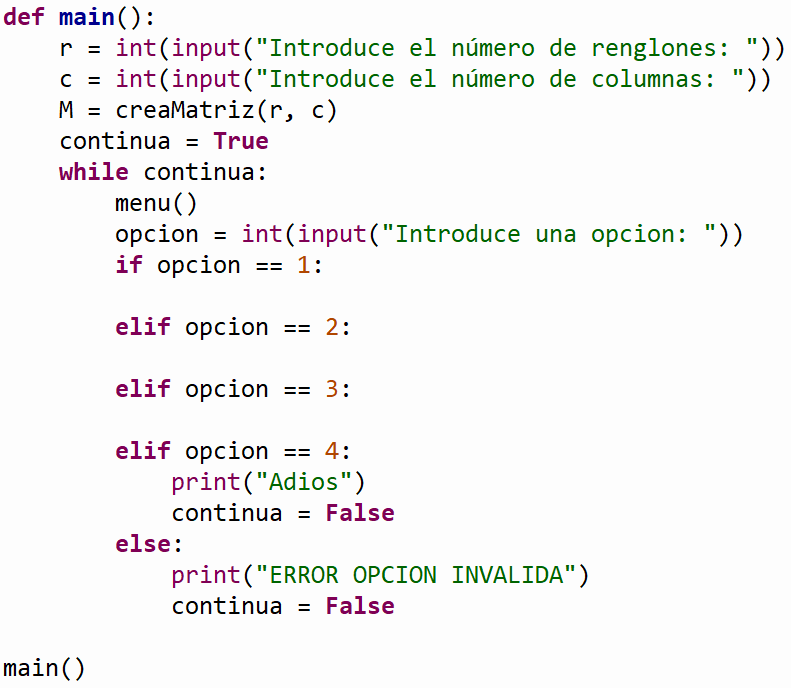 def main():
    r = int(input("Introduce el número de renglones: "))
    c = int(input("Introduce el número de columnas: "))
    M = creaMatriz(r, c)
    continua = True
    while continua:
        menu()
        opcion = int(input("Introduce una opcion: "))
        if opcion == 1:

        elif opcion == 2:

        elif opcion == 3:

        elif opcion == 4:
            print("Adios")
            continua = False
        else:
            print("ERROR OPCION INVALIDA")
            continua = False

main()